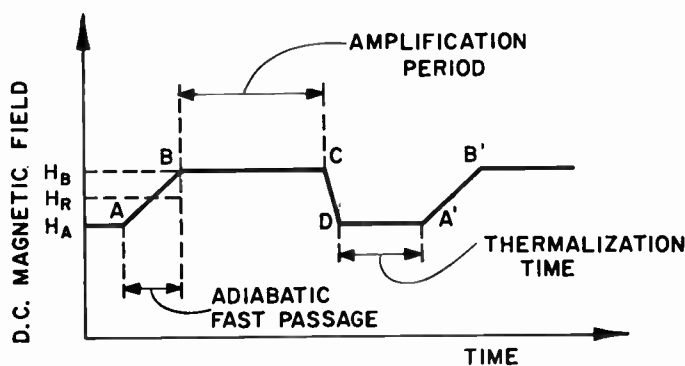 AMPLIFICATION
PERIOD
D.C. MAGNETIC FIELD
H_B
H_R
H_A
A
B
C
D
A'
B'
THERMALIZATION
TIME
ADIABATIC
FAST PASSAGE
TIME